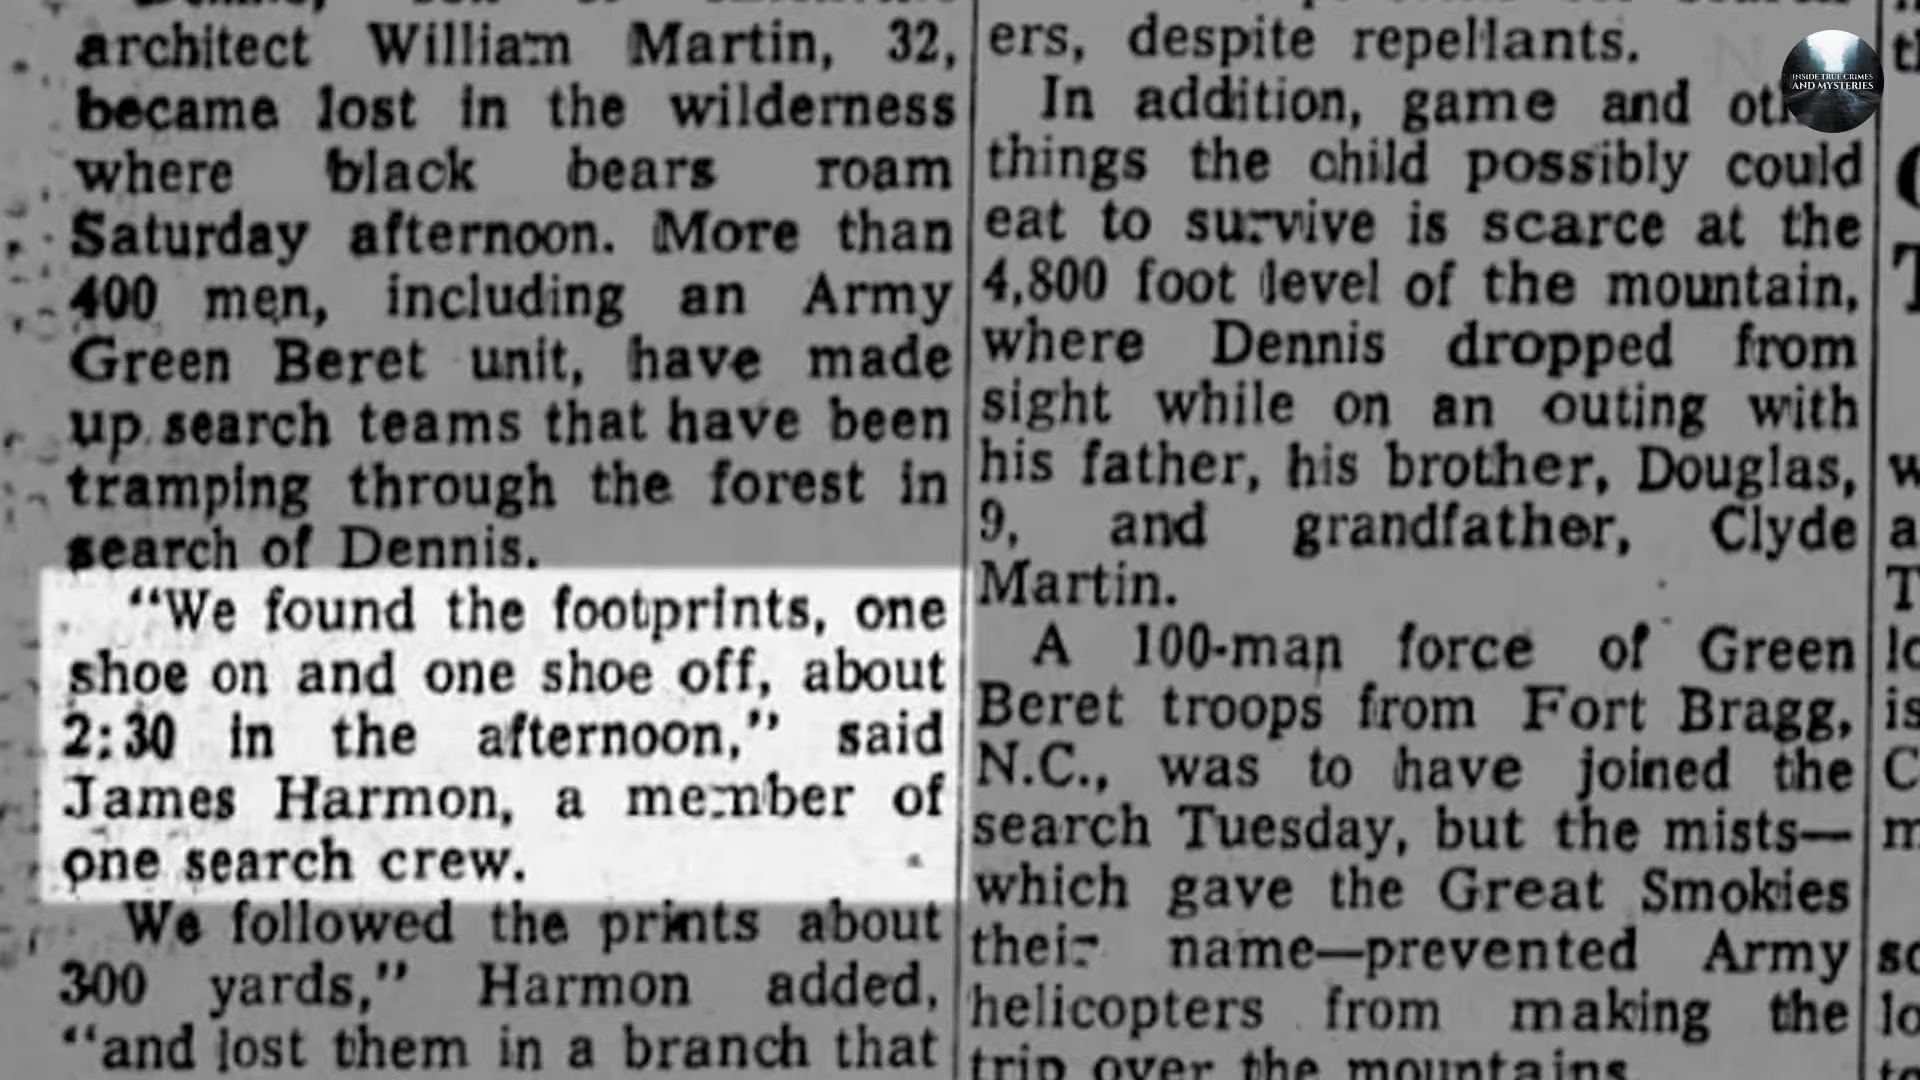 architect William Martin, 32,
became lost in the wilderness
where black bears roam
Saturday afternoon. More than
400 men, including an Army
Green Beret unit, have made
up search teams that have been
tramping through the forest in
search of Dennis.
“We found the footprints, one
shoe on and one shoe off, about
2:30 in the afternoon,” said
James Harmon, a member of
one search crew.
We followed the prints about
300 yards,” Harmon added,
“and lost them in a branch that
ers, despite repellants.
In addition, game and
things the child possibly could
eat to survive is scarce at the
4,800 foot level of the mountain,
where Dennis dropped from
sight while on an outing with
his father, his brother, Douglas,
9, and grandfather, Clyde
Martin.
A 100-man force of Green
Beret troops from Fort Bragg,
N.C., was to have joined the
search Tuesday, but the mists—
which gave the Great Smokies
their name—prevented Army
helicopters from making the
trip over the mountains.
INSIDE TRUE CRIMES
AND MYSTERIES